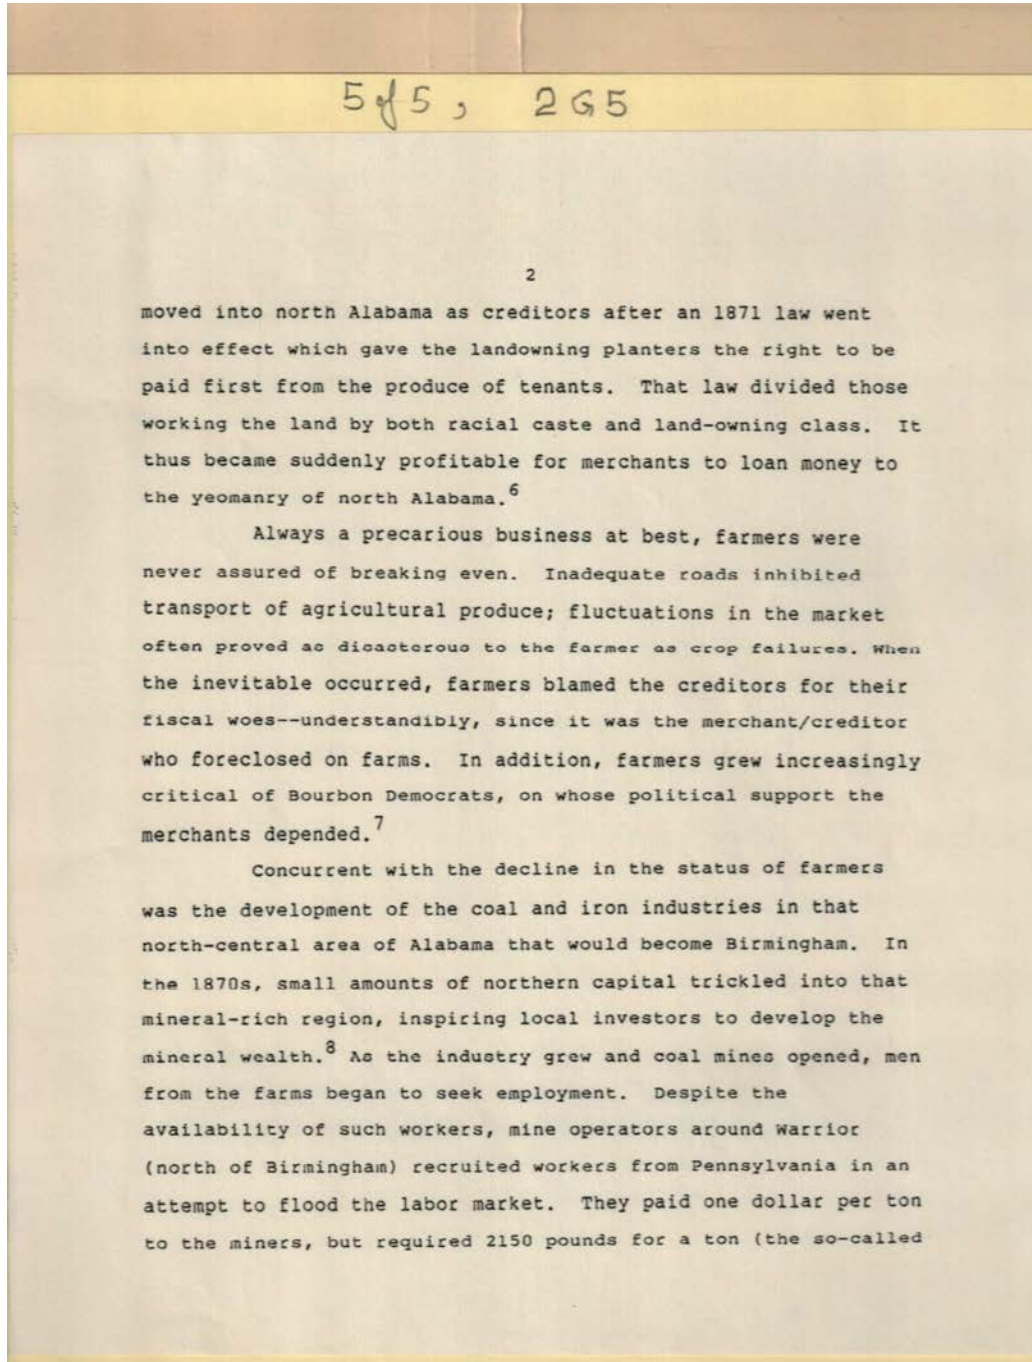 5 of 5, 2G5
2
moved into north Alabama as creditors after an 1871 law went
into effect which gave the landowning planters the right to be
paid first from the produce of tenants. That law divided those
working the land by both racial caste and land-owning class. It
thus became suddenly profitable for merchants to loan money to
the yeomanry of north Alabama.6
Always a precarious business at best, farmers were
never assured of breaking even. Inadequate roads inhibited
transport of agricultural produce; fluctuations in the market
often proved as disasterous to the farmer as crop failures. When
the inevitable occurred, farmers blamed the creditors for their
fiscal woes--understandibly, since it was the merchant/creditor
who foreclosed on farms. In addition, farmers grew increasingly
critical of Bourbon Democrats, on whose political support the
merchants depended.7
Concurrent with the decline in the status of farmers
was the development of the coal and iron industries in that
north-central area of Alabama that would become Birmingham. In
the 1870s, small amounts of northern capital trickled into that
mineral-rich region, inspiring local investors to develop the
mineral wealth.8 As the industry grew and coal mines opened, men
from the farms began to seek employment. Despite the
availability of such workers, mine operators around Warrior
(north of Birmingham) recruited workers from Pennsylvania in an
attempt to flood the labor market. They paid one dollar per ton
to the miners, but required 2150 pounds for a ton (the so-called